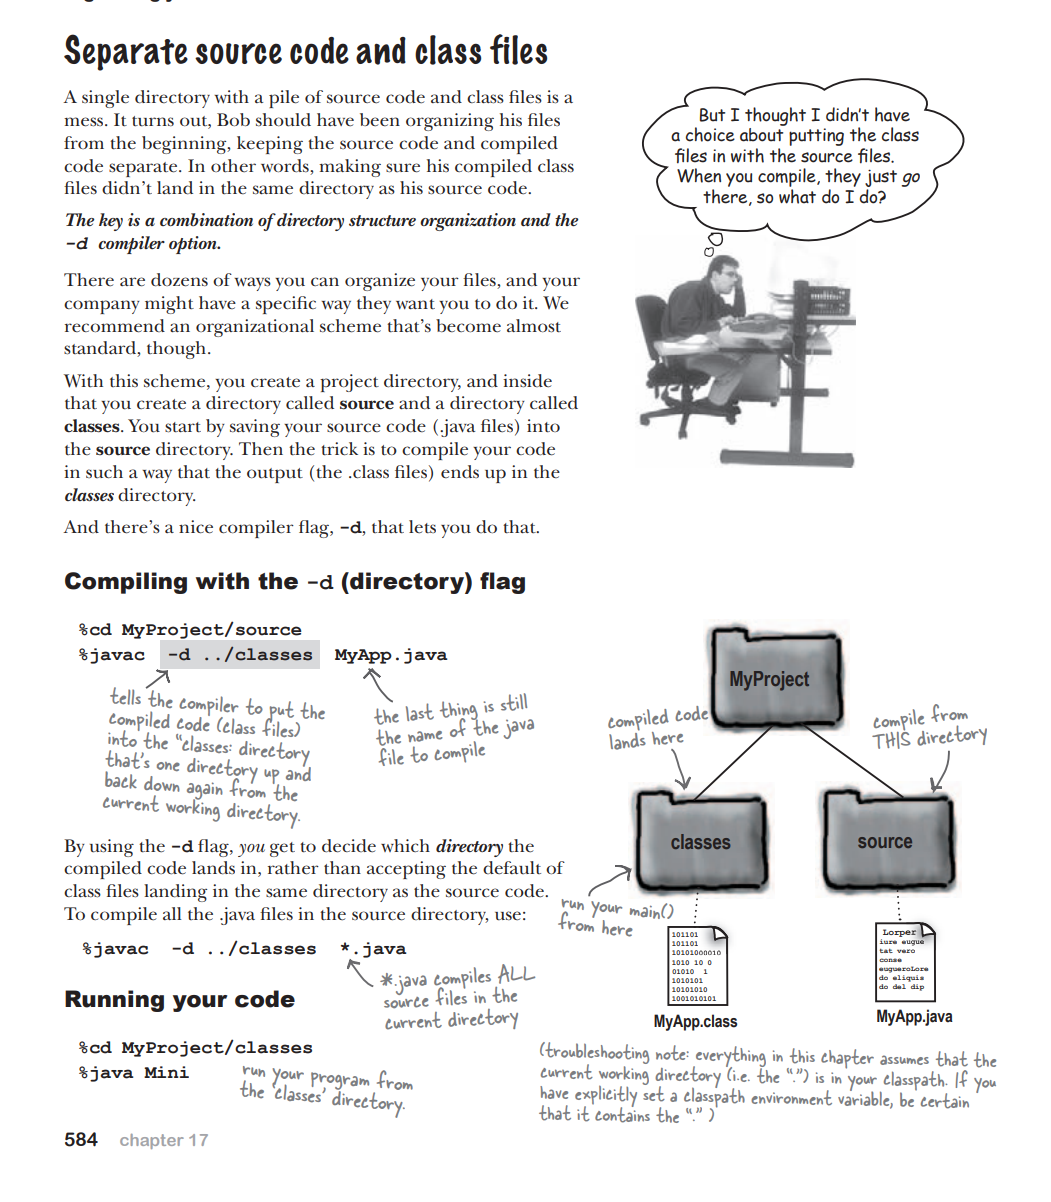 Separate source code and class files
A single directory with a pile of source code and class files is a
mess. It turns out, Bob should have been organizing his files
from the beginning, keeping the source code and compiled
code separate. In other words, making sure his compiled class
files didn’t land in the same directory as his source code.
The key is a combination of directory structure organization and the
-d compiler option.
There are dozens of ways you can organize your files, and your
company might have a specific way they want you to do it. We
recommend an organizational scheme that’s become almost
standard, though.
With this scheme, you create a project directory, and inside
that you create a directory called source and a directory called
classes. You start by saving your source code (.java files) into
the source directory. Then the trick is to compile your code
in such a way that the output (the .class files) ends up in the
classes directory.
And there’s a nice compiler flag, -d, that lets you do that.
But I thought I didn’t have
a choice about putting the class
files in with the source files.
When you compile, they just go
there, so what do I do?
Compiling with the -d (directory) flag
%cd MyProject/source
%javac -d ../classes MyApp.java
tells the compiler to put the
compiled code (class files)
into the “classes: directory
that’s one directory up and
back down again from the
current working directory.
the last thing is still
the name of the java
file to compile
By using the -d flag, you get to decide which directory the
compiled code lands in, rather than accepting the default of
class files landing in the same directory as the source code.
To compile all the .java files in the source directory, use:
%javac -d ../classes *.java
*.java compiles ALL
source files in the
current directory
Running your code
%cd MyProject/classes
%java Mini
run your program from
the ‘classes’ directory.
MyProject
compiled code
lands here
compile from
THIS directory
classes
source
run your main()
from here
101101
101101
10101000010
1010 10 0
01010 1
1010101
10101010
1001010101
MyApp.class
Lorper
iure eugue
tat vero
conse
eugueroLore
do eliquis
do del dip
MyApp.java
(troubleshooting note: everything in this chapter assumes that the
current working directory (i.e. the “.”) is in your classpath. If you
have explicitly set a classpath environment variable, be certain
that it contains the “.” )
584 chapter 17